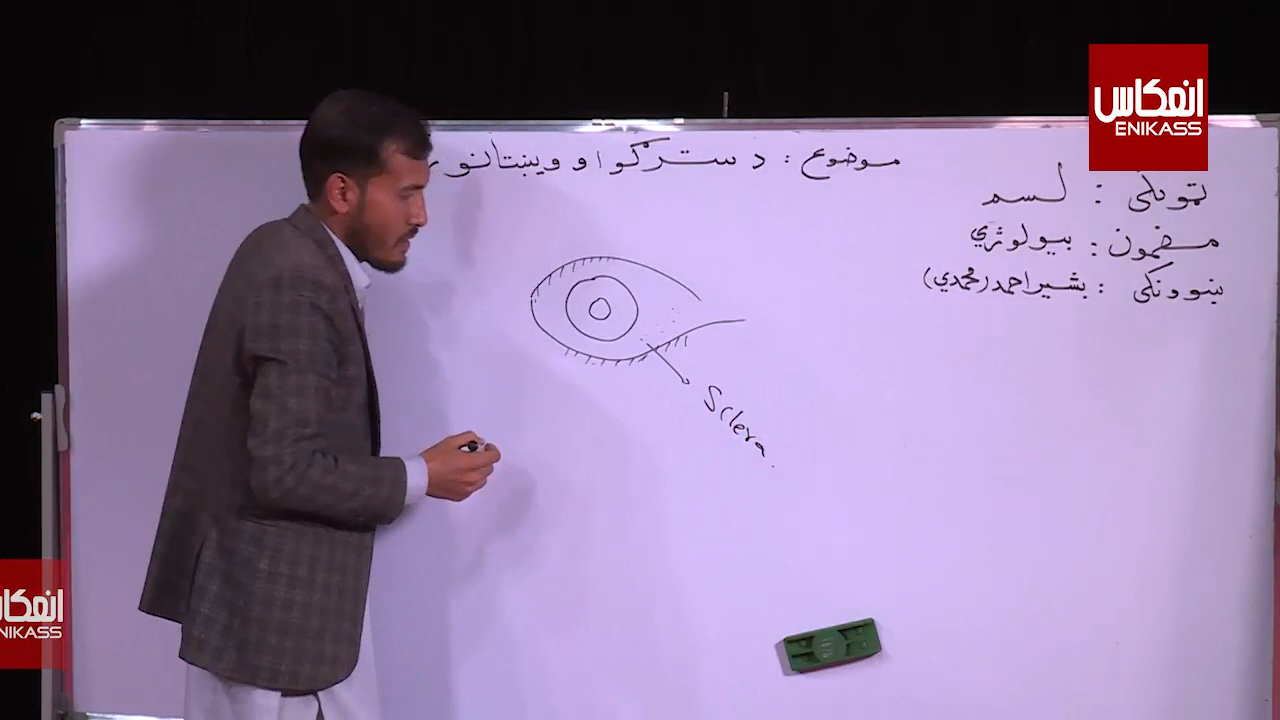 انعکاس
ENIKASS
موضوع : د سترګو او ویښتانو
ټولګی : لسم
مضمون : بیولوژي
ښوونکی : بشیراحمد (محمدي)
Sclera
انعکاس
ENIKASS